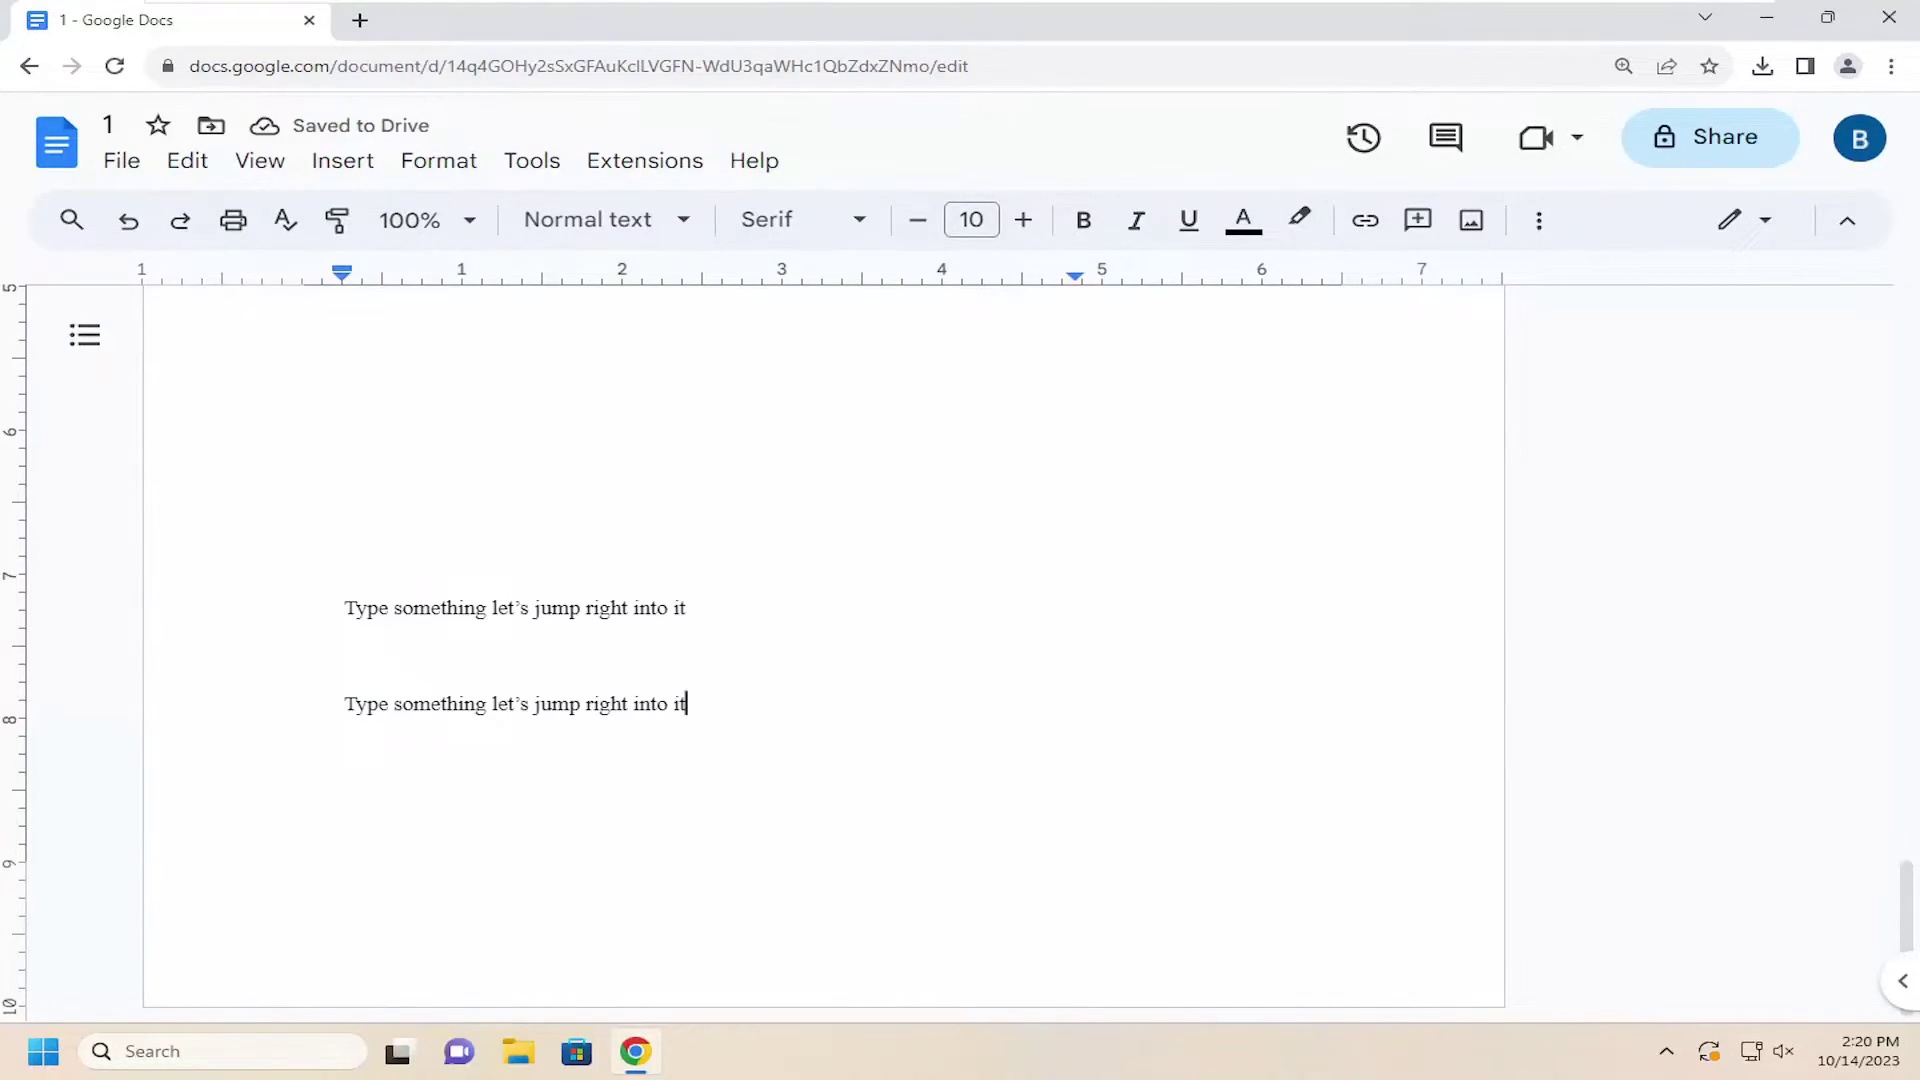 1 - Google Docs
docs.google.com/document/d/14q4GOHy2sSxGFAuKclLVGFN-WdU3qaWHc1QbZdxZNmo/edit
1 Saved to Drive
File Edit View Insert Format Tools Extensions Help
Share
B
100% Normal text Serif 10 B I U A
1 1 2 3 4 5 6 7
5
6
7
8
9
10
Type something let’s jump right into it
Type something let’s jump right into it
Search
2:20 PM
10/14/2023